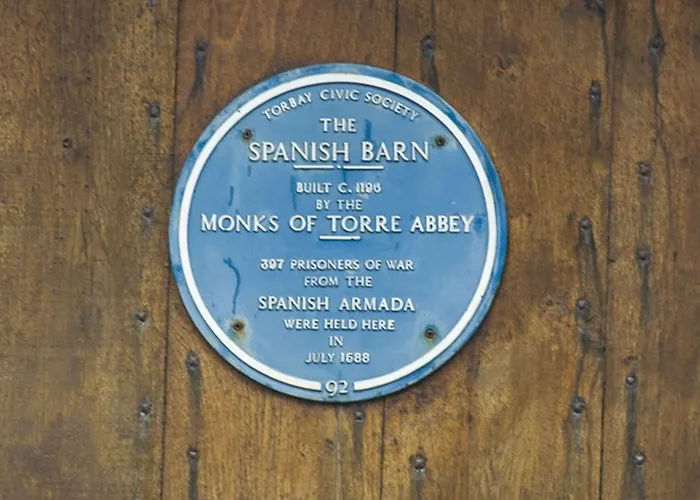 TORBAY CIVIC SOCIETY
THE
SPANISH BARN
BUILT C. 1196
BY THE
MONKS OF TORRE ABBEY
397 PRISONERS OF WAR
FROM THE
SPANISH ARMADA
WERE HELD HERE
IN
JULY 1588
92